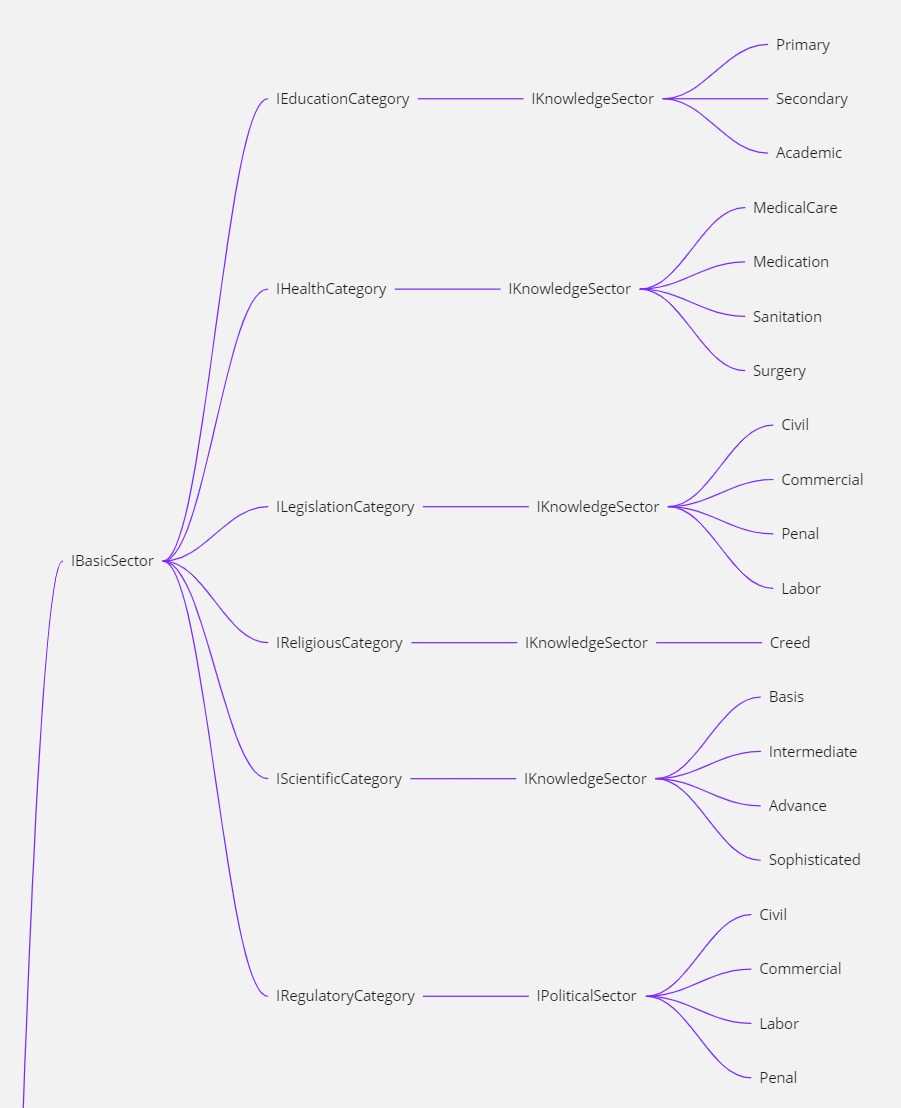 Primary
IEducationCategory IKnowledgeSector Secondary
Academic
MedicalCare
Medication
IHealthCategory IKnowledgeSector
Sanitation
Surgery
Civil
Commercial
ILegislationCategory IKnowledgeSector
Penal
IBasicSector
Labor
IReligiousCategory IKnowledgeSector Creed
Basis
Intermediate
IScientificCategory IKnowledgeSector
Advance
Sophisticated
Civil
Commercial
IRegulatoryCategory IPoliticalSector
Labor
Penal